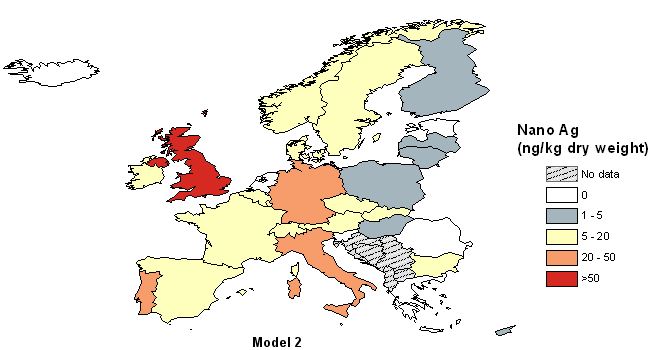 Nano Ag
(ng/kg dry weight)
No data
0
1 - 5
5 - 20
20 - 50
>50
Model 2